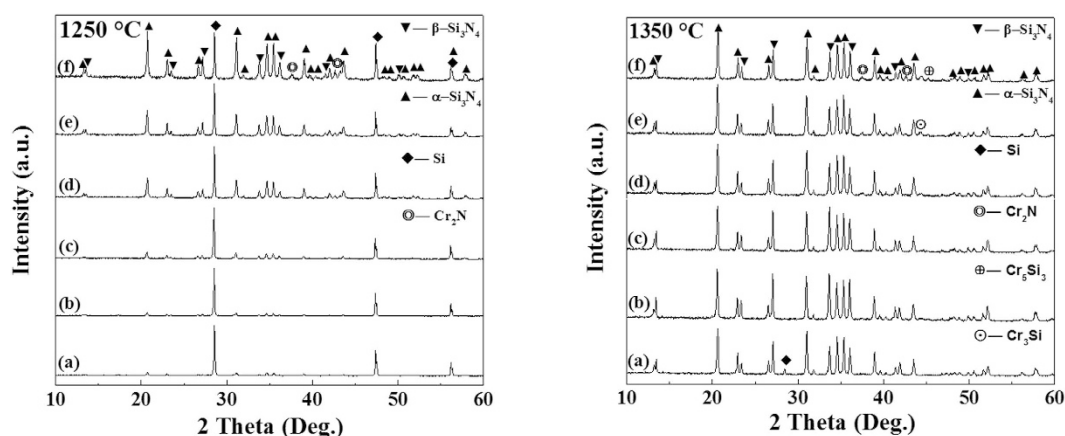 1250 °C
β–Si₃N₄
α–Si₃N₄
Si
Cr₂N
(f)
(e)
(d)
(c)
(b)
(a)
Intensity (a.u.)
10 20 30 40 50 60
2 Theta (Deg.)
1350 °C
β–Si₃N₄
α–Si₃N₄
Si
Cr₂N
Cr₅Si₃
Cr₃Si
(f)
(e)
(d)
(c)
(b)
(a)
Intensity (a.u.)
10 20 30 40 50 60
2 Theta (Deg.)